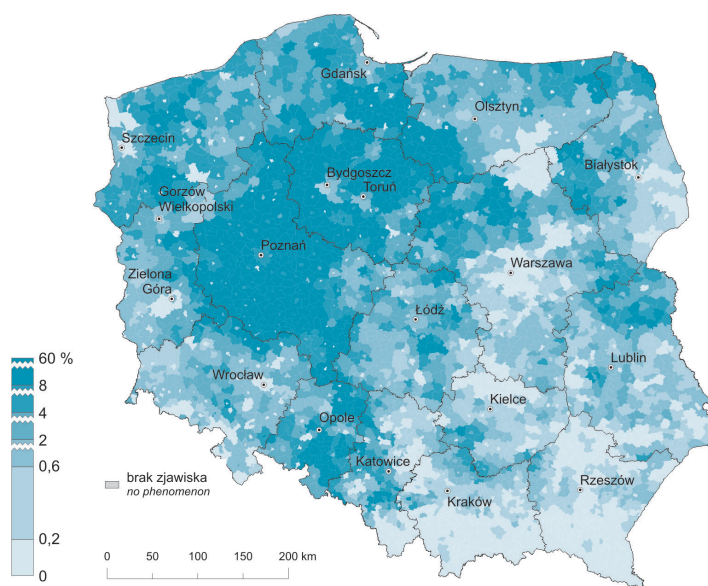 Gdańsk
Olsztyn
Szczecin
Białystok
Bydgoszcz
Toruń
Gorzów
Wielkopolski
Poznań
Warszawa
Zielona
Góra
Łódź
60 %
8
4
2
0,6
0,2
0
Wrocław
Lublin
Opole
Kielce
Katowice
brak zjawiska
no phenomenon
Kraków
Rzeszów
0 50 100 150 200 km